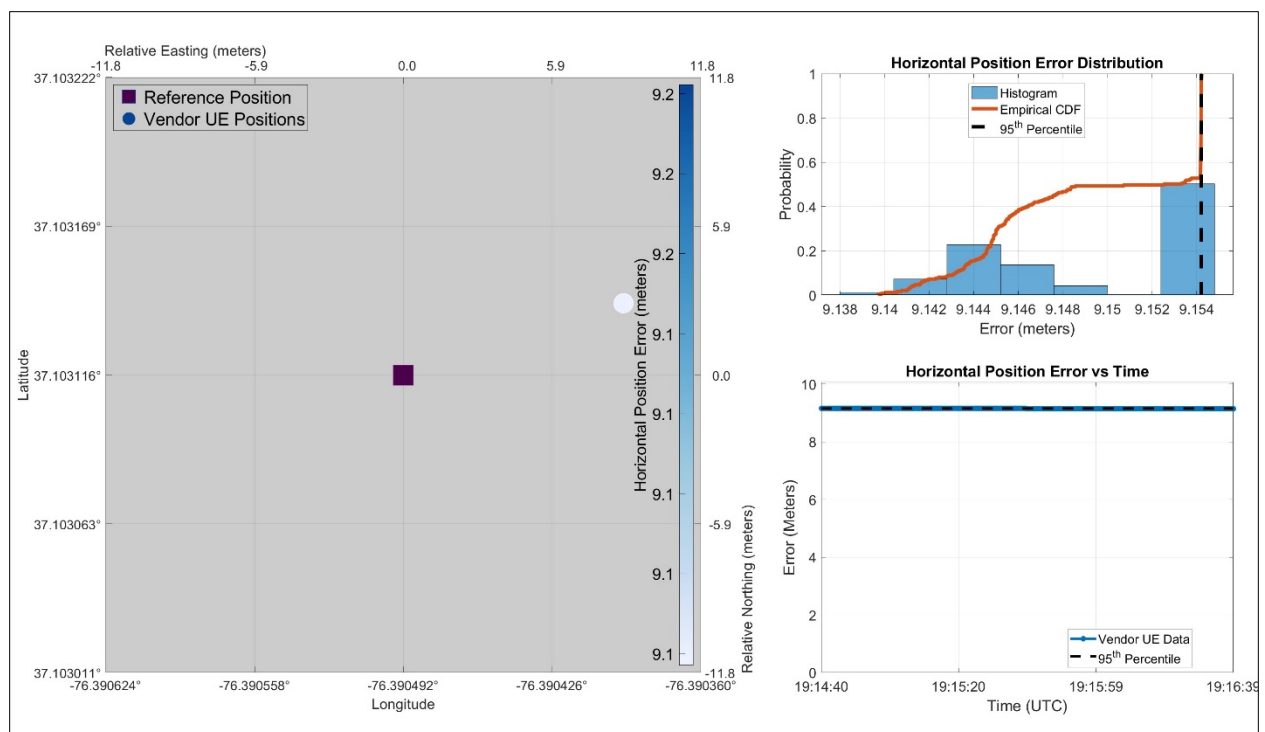 Relative Easting (meters)
-11.8 -5.9 0.0 5.9 11.8
37.103222° 11.8
Reference Position
Vendor UE Positions
9.2
9.2
37.103169° 5.9
9.2
9.1
37.103116° 0.0
9.1
9.1
37.103063° -5.9
9.1
9.1
37.103011° -11.8
Latitude
Horizontal Position Error (meters)
Relative Northing (meters)
-76.390624° -76.390558° -76.390492° -76.390426° -76.390360°
Longitude
Horizontal Position Error Distribution
Histogram
Empirical CDF
95th Percentile
Probability
1
0.8
0.6
0.4
0.2
0
9.138 9.14 9.142 9.144 9.146 9.148 9.15 9.152 9.154
Error (meters)
Horizontal Position Error vs Time
Error (Meters)
10
8
6
4
2
0
Vendor UE Data
95th Percentile
19:14:40 19:15:20 19:15:59 19:16:39
Time (UTC)